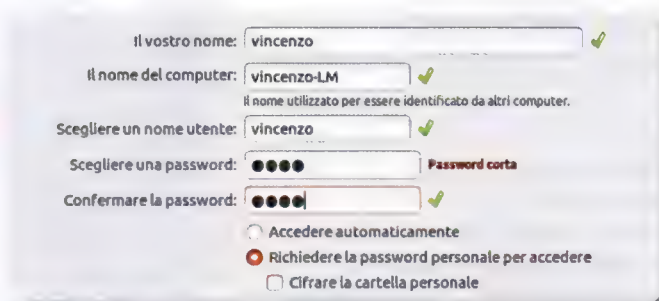 Il vostro nome: vincenzo
Il nome del computer: vincenzo-LM
Il nome utilizzato per essere identificato da altri computer.
Scegliere un nome utente: vincenzo
Scegliere una password: ●●●● Password corta
Confermare la password: ●●●●
Accedere automaticamente
Richiedere la password personale per accedere
Cifrare la cartella personale